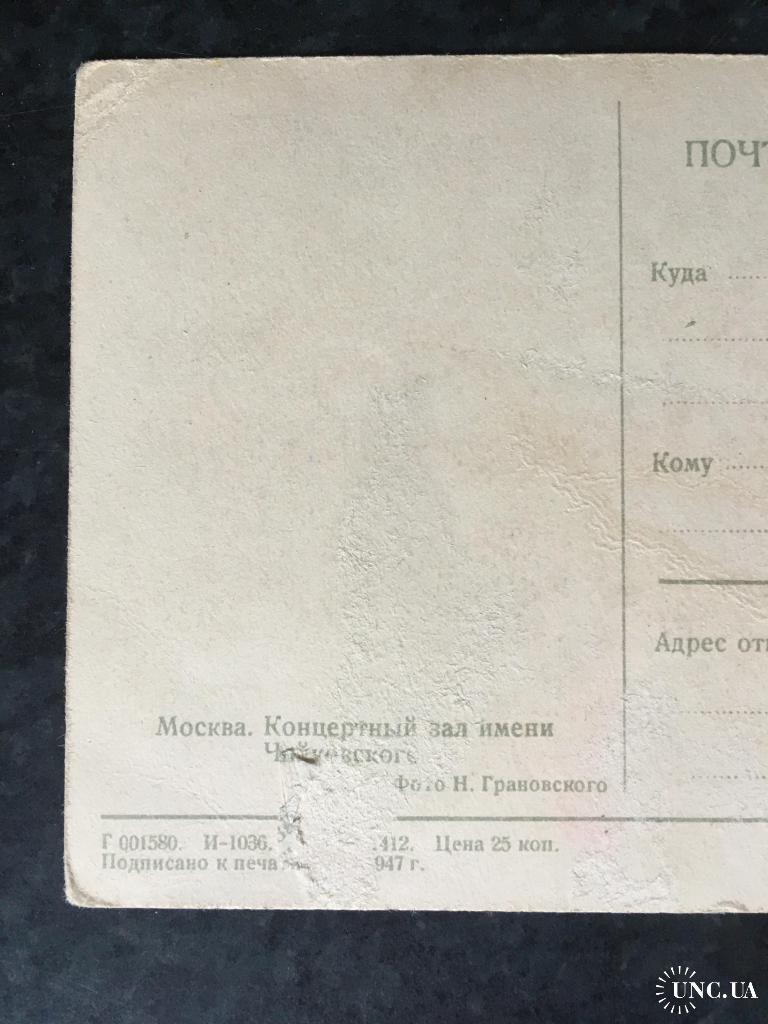 Москва. Концертный зал имени
Чайковского
Фото Н. Грановского
Г 001580. И-1036. 412. Цена 25 коп.
Подписано к печа 947 г.
ПОЧТ
Куда
Кому
Адрес от
UNC.UA